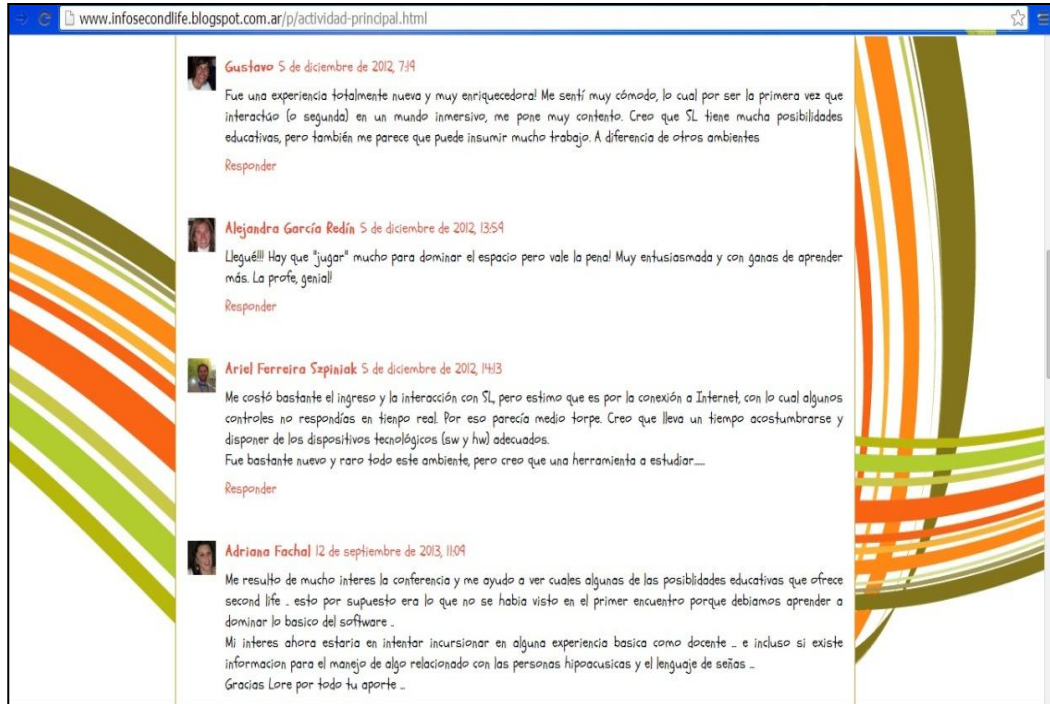 www.infosecondlife.blogspot.com.ar/p/actividad-principal.html
Gustavo 5 de diciembre de 2012, 7:19
Fue una experiencia totalmente nueva y muy enriquecedora! Me sentí muy cómodo, lo cual por ser la primera vez que
interactúo (o segunda) en un mundo inmersivo, me pone muy contento. Creo que SL tiene mucha posibilidades
educativas, pero también me parece que puede insumir mucho trabajo. A diferencia de otros ambientes
Responder
Alejandra García Redín 5 de diciembre de 2012, 13:59
Llegué!!! Hay que "jugar" mucho para dominar el espacio pero vale la pena! Muy entusiasmada y con ganas de aprender
más. La profe, genial!
Responder
Ariel Ferreira Szpiniak 5 de diciembre de 2012, 14:13
Me costó bastante el ingreso y la interacción con SL, pero estimo que es por la conexión a Internet, con lo cual algunos
controles no respondías en tienpo real. Por eso parecía medio torpe. Creo que lleva un tiempo acostumbrarse y
disponer de los dispositivos tecnológicos (sw y hw) adecuados.
Fue bastante nuevo y raro todo este ambiente, pero creo que una herramienta a estudiar......
Responder
Adriana Fachal 12 de septiembre de 2013, 11:09
Me resulto de mucho interes la conferencia y me ayudo a ver cuales algunas de las posiblidades educativas que ofrece
second life .. esto por supuesto era lo que no se habia visto en el primer encuentro porque debiamos aprender a
dominar lo basico del software ..
Mi interes ahora estaria en intentar incursionar en alguna experiencia basica como docente .. e incluso si existe
informacion para el manejo de algo relacionado con las personas hipoacusicas y el lenguaje de señas ..
Gracias Lore por todo tu aporte ..